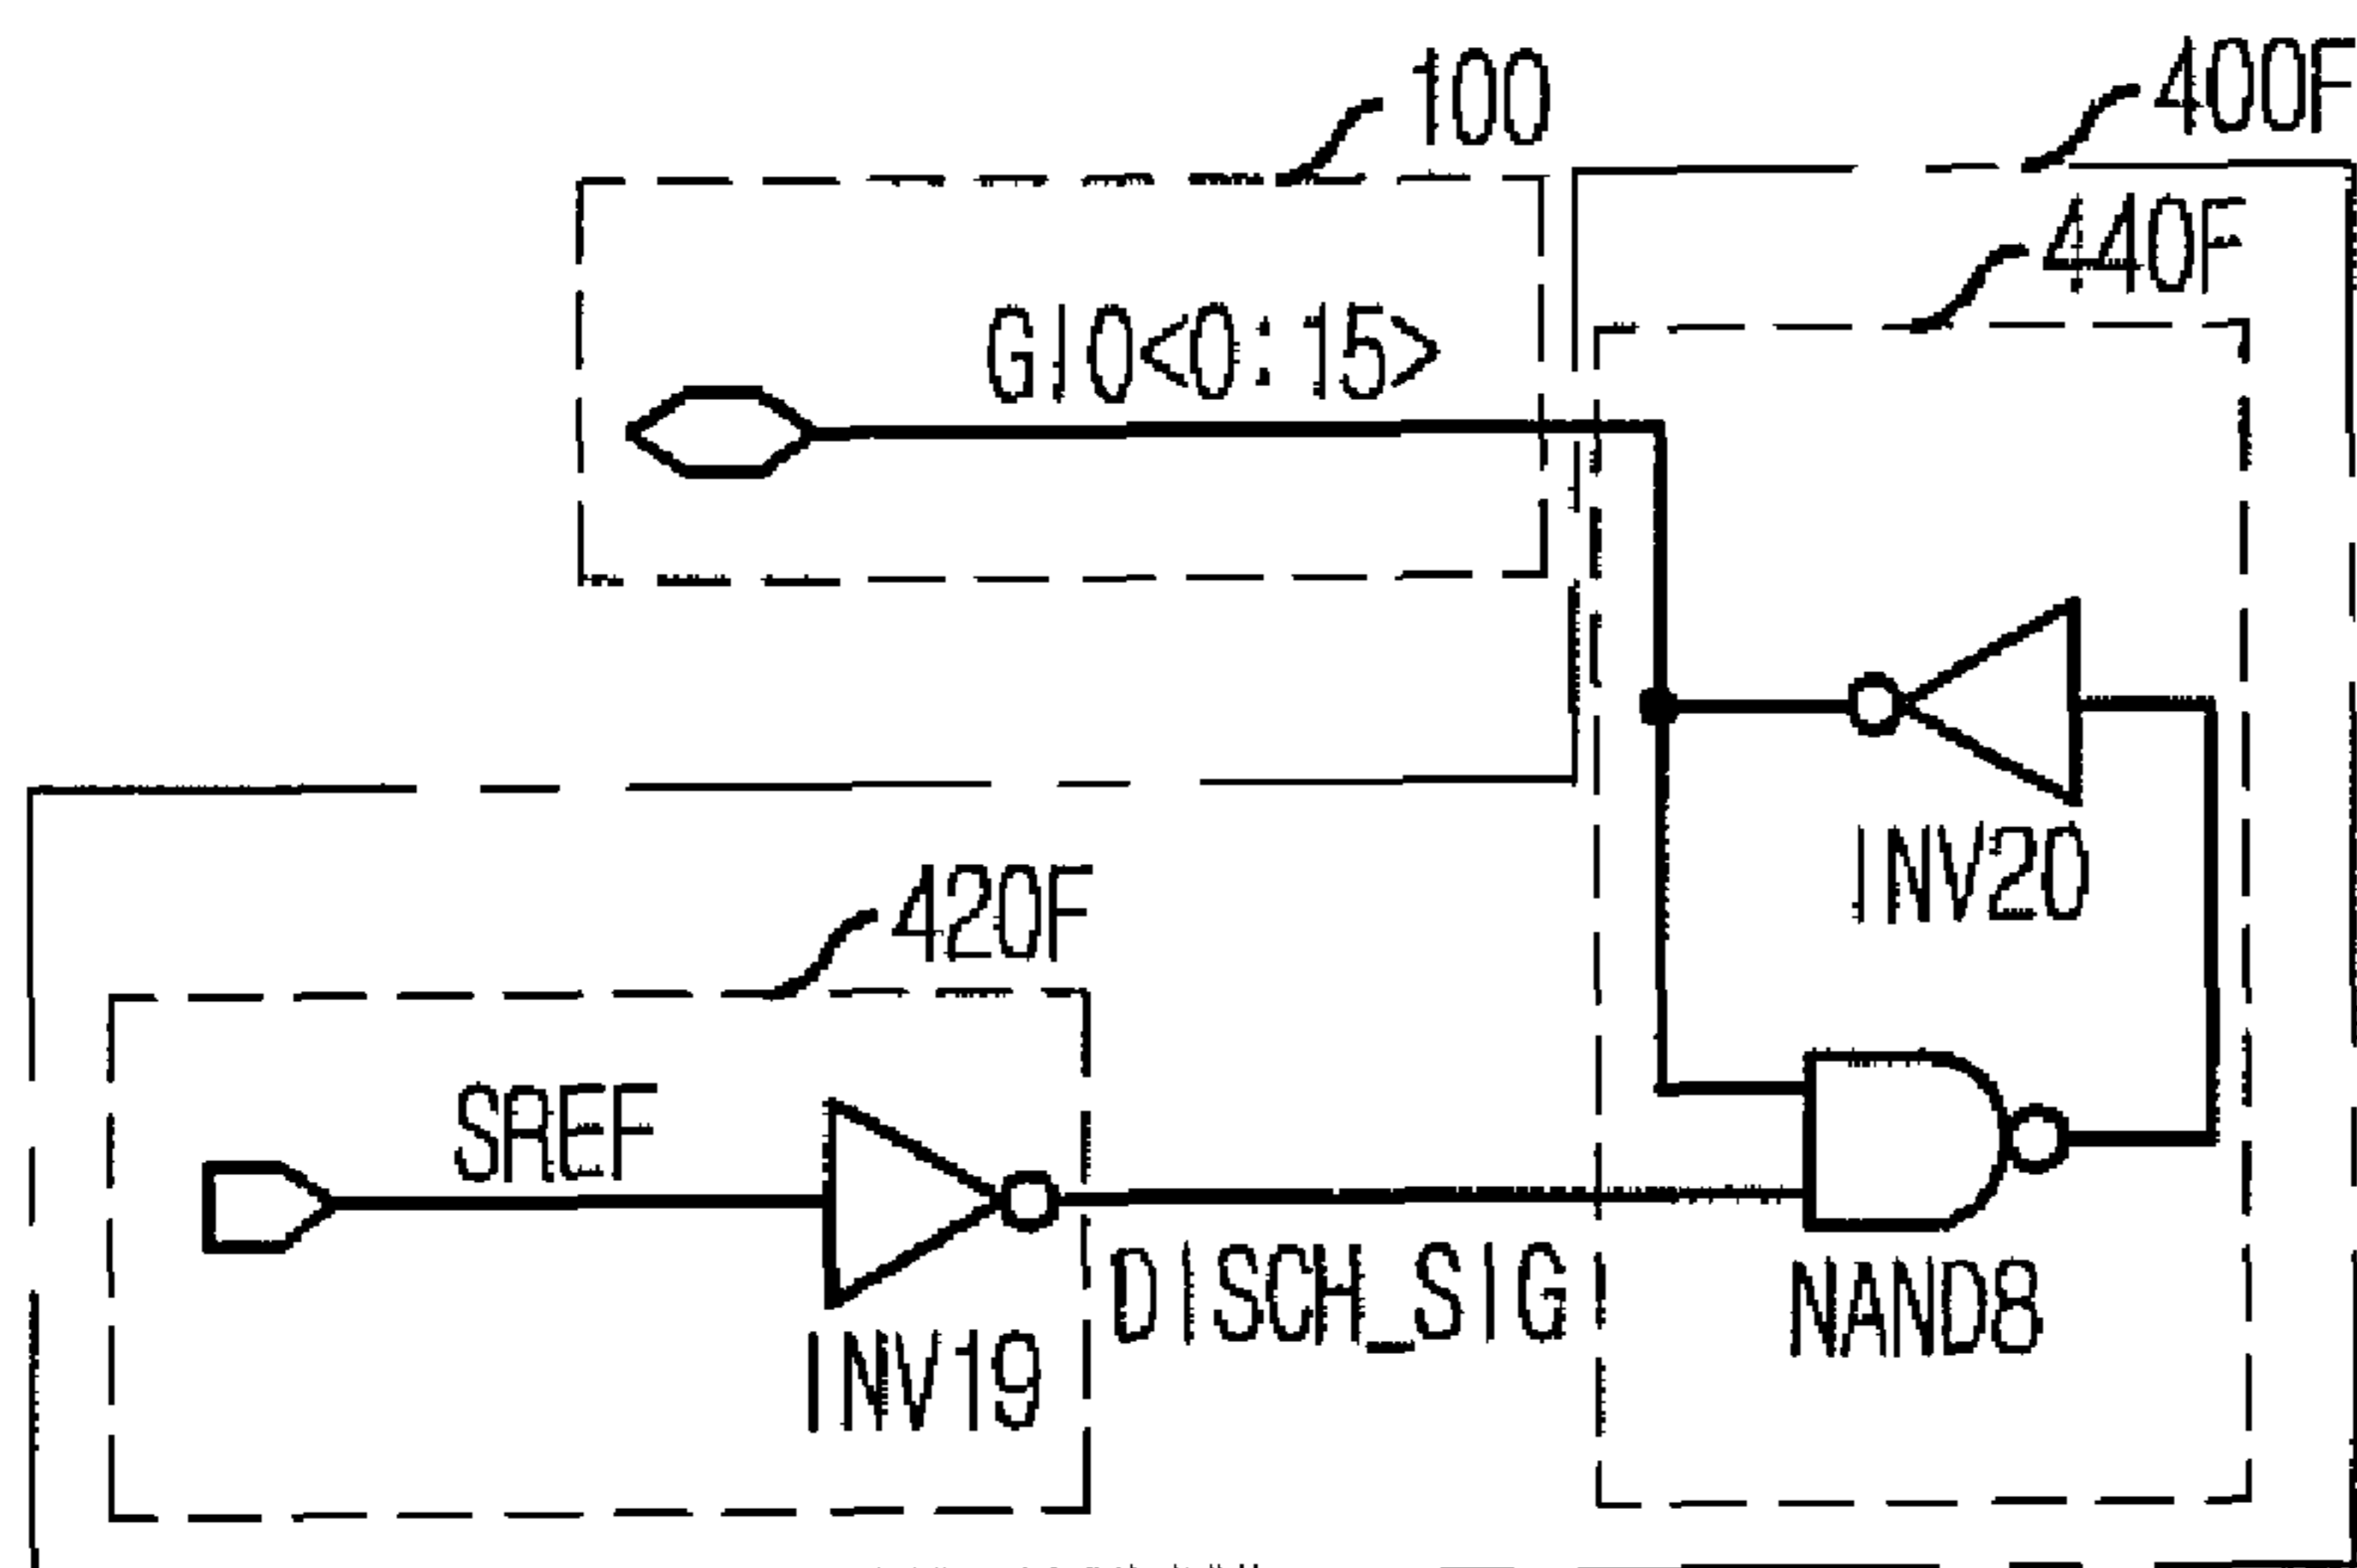 100
400F
440F
GIO<0:15>
INV20
420F
SREF
DISCH_SIG
NAND8
INV19